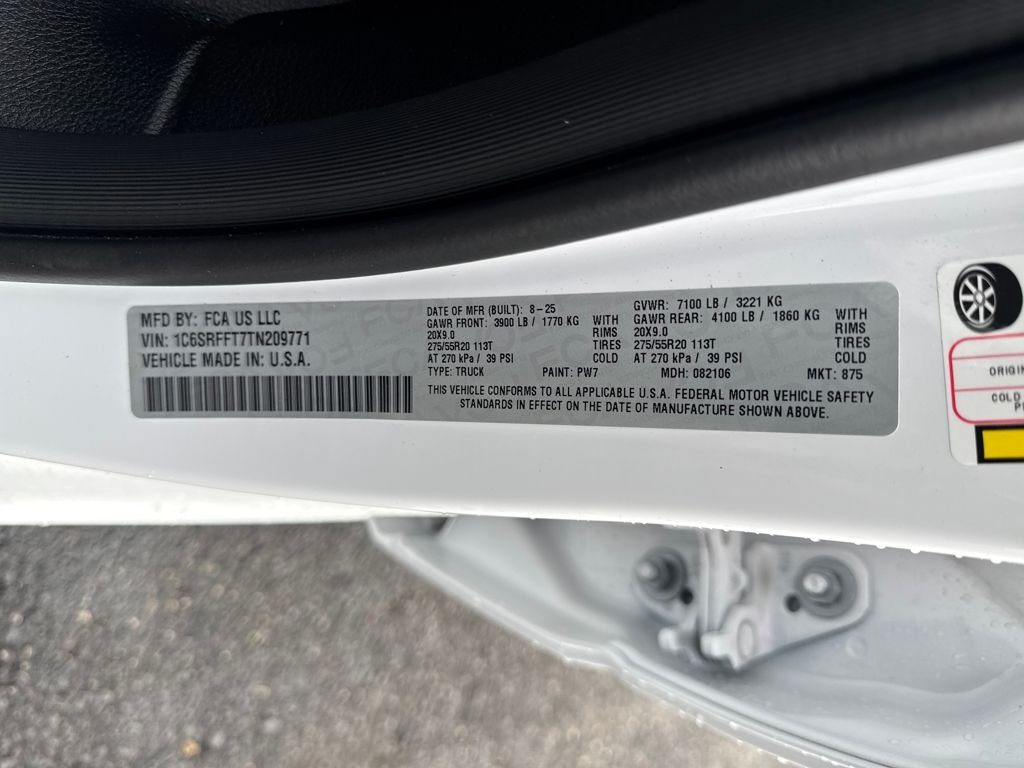 MFD BY: FCA US LLC
VIN: 1C6SRFFT7TN209771
VEHICLE MADE IN: U.S.A.
DATE OF MFR (BUILT): 8-25
GAWR FRONT: 3900 LB / 1770 KG WITH
20X9.0 RIMS
275/55R20 113T TIRES
AT 270 kPa / 39 PSI COLD
TYPE: TRUCK PAINT: PW7
GVWR: 7100 LB / 3221 KG
GAWR REAR: 4100 LB / 1860 KG WITH
20X9.0 RIMS
275/55R20 113T TIRES
AT 270 kPa / 39 PSI COLD
MDH: 082106 MKT: 875
THIS VEHICLE CONFORMS TO ALL APPLICABLE U.S.A. FEDERAL MOTOR VEHICLE SAFETY
STANDARDS IN EFFECT ON THE DATE OF MANUFACTURE SHOWN ABOVE.
ORIGIN
COLD